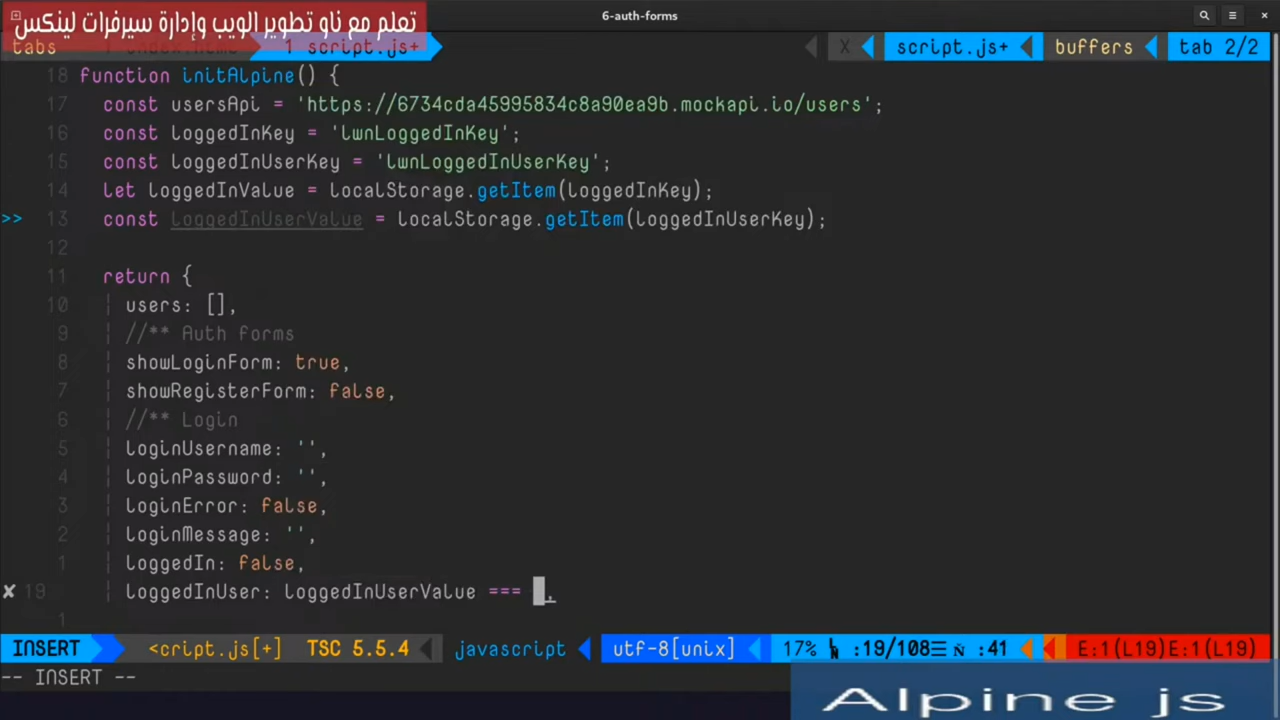 6-auth-forms
تعلم مع ناو تطوير الويب وإدارة سيرفرات لينكس
tabs 1 script.js+ X script.js+ buffers tab 2/2
18 function initAlpine() {
17 const usersApi = 'https://6734cda45995834c8a90ea9b.mockapi.io/users';
16 const loggedInKey = 'lwnLoggedInKey';
15 const loggedInUserKey = 'lwnLoggedInUserKey';
14 let loggedInValue = localStorage.getItem(loggedInKey);
>> 13 const loggedInUserValue = localStorage.getItem(loggedInUserKey);
12
11 return {
10 users: [],
9 //** Auth forms
8 showLoginForm: true,
7 showRegisterForm: false,
6 //** Login
5 loginUsername: '',
4 loginPassword: '',
3 loginError: false,
2 loginMessage: '',
1 loggedIn: false,
✘ 19 loggedInUser: loggedInUserValue === ,
1
INSERT <cript.js[+] TSC 5.5.4 javascript utf-8[unix] 17% :19/108☰ :41 E:1(L19)E:1(L19)
-- INSERT --
Alpine js